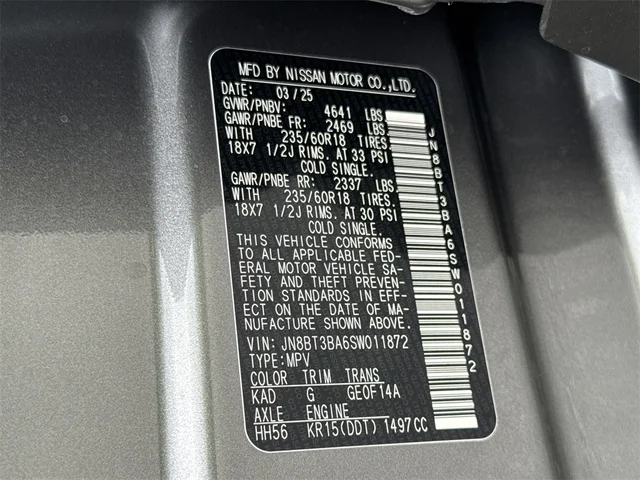 MFD BY NISSAN MOTOR CO.,LTD.
DATE: 03/25
GVWR/PNBV: 4641 LBS
GAWR/PNBE FR: 2469 LBS
WITH 235/60R18 TIRES
18X7 1/2J RIMS. AT 33 PSI
COLD SINGLE.
GAWR/PNBE RR: 2337 LBS.
WITH 235/60R18 TIRES.
18X7 1/2J RIMS. AT 30 PSI
COLD SINGLE.
THIS VEHICLE CONFORMS
TO ALL APPLICABLE FED-
ERAL MOTOR VEHICLE SA-
FETY AND THEFT PREVEN-
TION STANDARDS IN EFF-
ECT ON THE DATE OF MA-
NUFACTURE SHOWN ABOVE.
VIN: JN8BT3BA6SW011872
TYPE:MPV
COLOR TRIM TRANS
KAD G GE0F14A
AXLE ENGINE
HH56 KR15(DDT) 1497CC
JN8BT3BA6SW011872